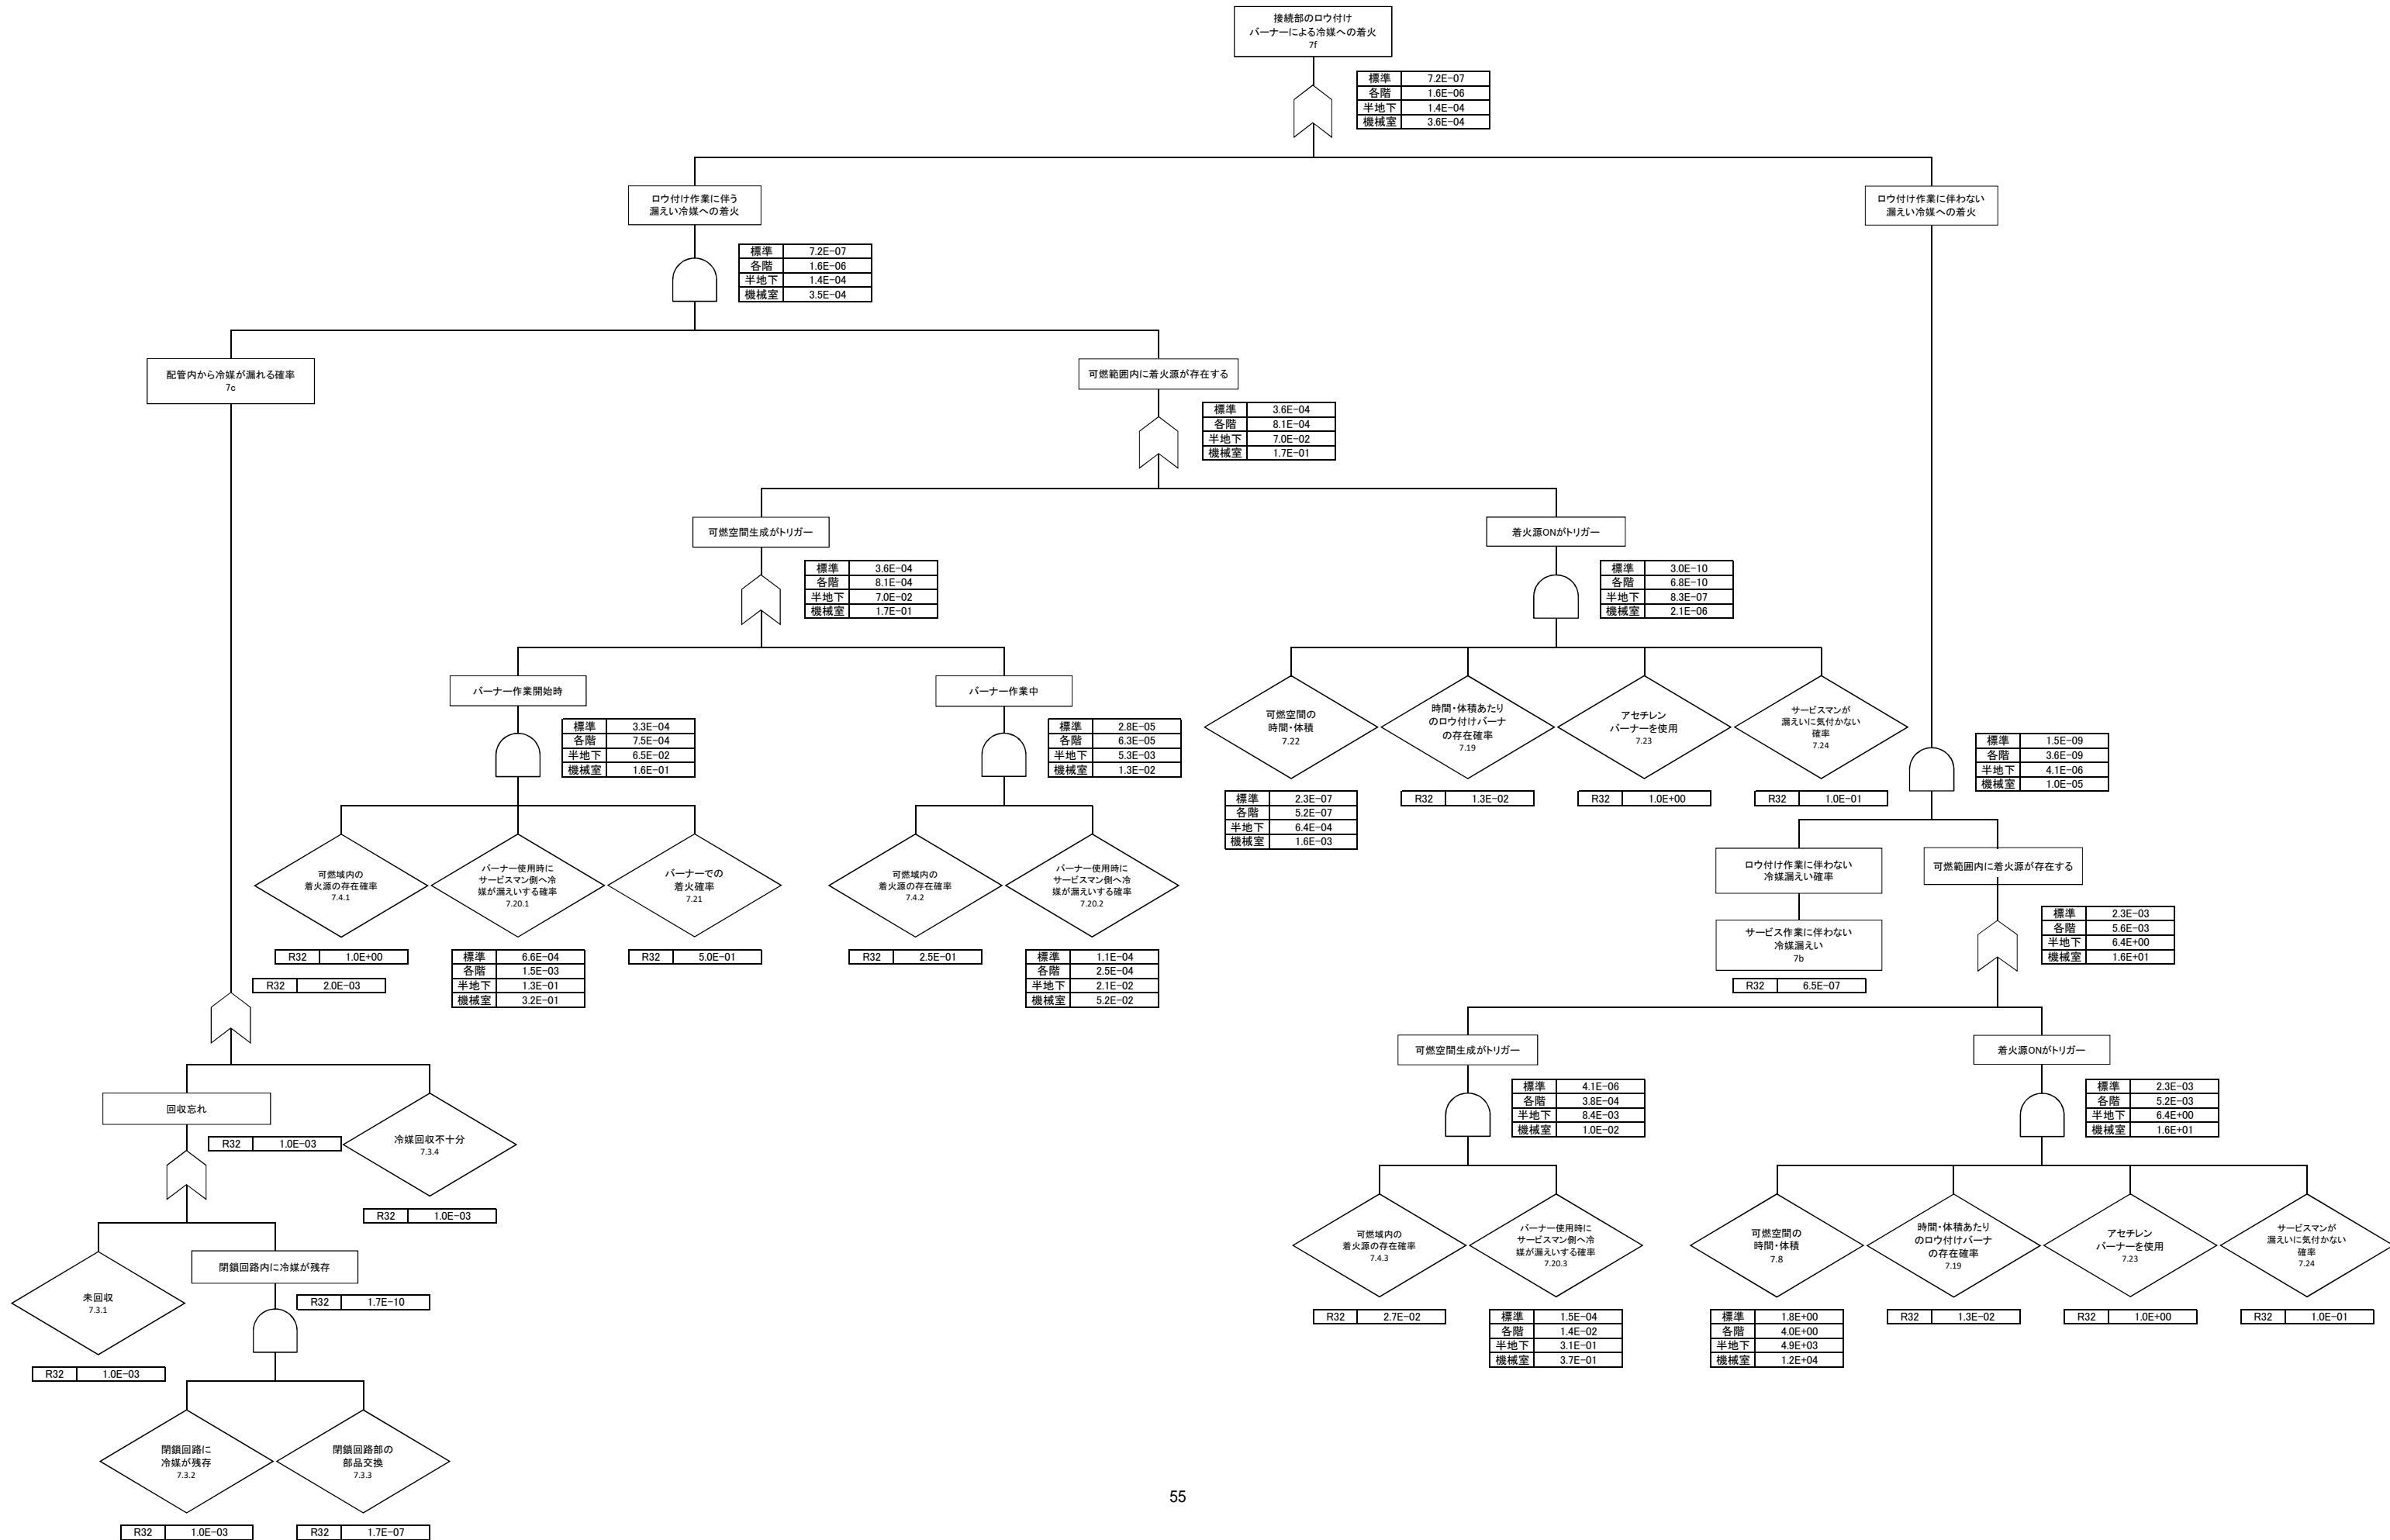 接続部のロウ付け
バーナーによる冷媒への着火
7f
標準 7.2E-07
各階 1.6E-06
半地下 1.4E-04
機械室 3.6E-04
ロウ付け作業に伴う
漏えい冷媒への着火
標準 7.2E-07
各階 1.6E-06
半地下 1.4E-04
機械室 3.5E-04
ロウ付け作業に伴わない
漏えい冷媒への着火
配管内から冷媒が漏れる確率
7c
可燃範囲内に着火源が存在する
標準 3.6E-04
各階 8.1E-04
半地下 7.0E-02
機械室 1.7E-01
可燃空間生成がトリガー
標準 3.6E-04
各階 8.1E-04
半地下 7.0E-02
機械室 1.7E-01
着火源ONがトリガー
標準 3.0E-10
各階 6.8E-10
半地下 8.3E-07
機械室 2.1E-06
バーナー作業開始時
標準 3.3E-04
各階 7.5E-04
半地下 6.5E-02
機械室 1.6E-01
バーナー作業中
標準 2.8E-05
各階 6.3E-05
半地下 5.3E-03
機械室 1.3E-02
可燃空間の
時間・体積
7.22
標準 2.3E-07
各階 5.2E-07
半地下 6.4E-04
機械室 1.6E-03
時間・体積あたり
のロウ付けバーナ
の存在確率
7.19
R32 1.3E-02
アセチレン
バーナーを使用
7.23
R32 1.0E+00
サービスマンが
漏えいに気付かない
確率
7.24
R32 1.0E-01
標準 1.5E-09
各階 3.6E-09
半地下 4.1E-06
機械室 1.0E-05
可燃域内の
着火源の存在確率
7.4.1
R32 1.0E+00
バーナー使用時に
サービスマン側へ冷
媒が漏えいする確率
7.20.1
標準 6.6E-04
各階 1.5E-03
半地下 1.3E-01
機械室 3.2E-01
バーナーでの
着火確率
7.21
R32 5.0E-01
可燃域内の
着火源の存在確率
7.4.2
R32 2.5E-01
バーナー使用時に
サービスマン側へ冷
媒が漏えいする確率
7.20.2
標準 1.1E-04
各階 2.5E-04
半地下 2.1E-02
機械室 5.2E-02
ロウ付け作業に伴わない
冷媒漏えい確率
サービス作業に伴わない
冷媒漏えい
7b
R32 6.5E-07
可燃範囲内に着火源が存在する
標準 2.3E-03
各階 5.6E-03
半地下 6.4E+00
機械室 1.6E+01
R32 2.0E-03
可燃空間生成がトリガー
標準 4.1E-06
各階 3.8E-04
半地下 8.4E-03
機械室 1.0E-02
着火源ONがトリガー
標準 2.3E-03
各階 5.2E-03
半地下 6.4E+00
機械室 1.6E+01
回収忘れ
R32 1.0E-03
冷媒回収不十分
7.3.4
R32 1.0E-03
可燃域内の
着火源の存在確率
7.4.3
R32 2.7E-02
バーナー使用時に
サービスマン側へ冷
媒が漏えいする確率
7.20.3
標準 1.5E-04
各階 1.4E-02
半地下 3.1E-01
機械室 3.7E-01
可燃空間の
時間・体積
7.8
標準 1.8E+00
各階 4.0E+00
半地下 4.9E+03
機械室 1.2E+04
時間・体積あたり
のロウ付けバーナ
の存在確率
7.19
R32 1.3E-02
アセチレン
バーナーを使用
7.23
R32 1.0E+00
サービスマンが
漏えいに気付かない
確率
7.24
R32 1.0E-01
未回収
7.3.1
R32 1.0E-03
閉鎖回路内に冷媒が残存
R32 1.7E-10
閉鎖回路に
冷媒が残存
7.3.2
R32 1.0E-03
閉鎖回路部の
部品交換
7.3.3
R32 1.7E-07
55